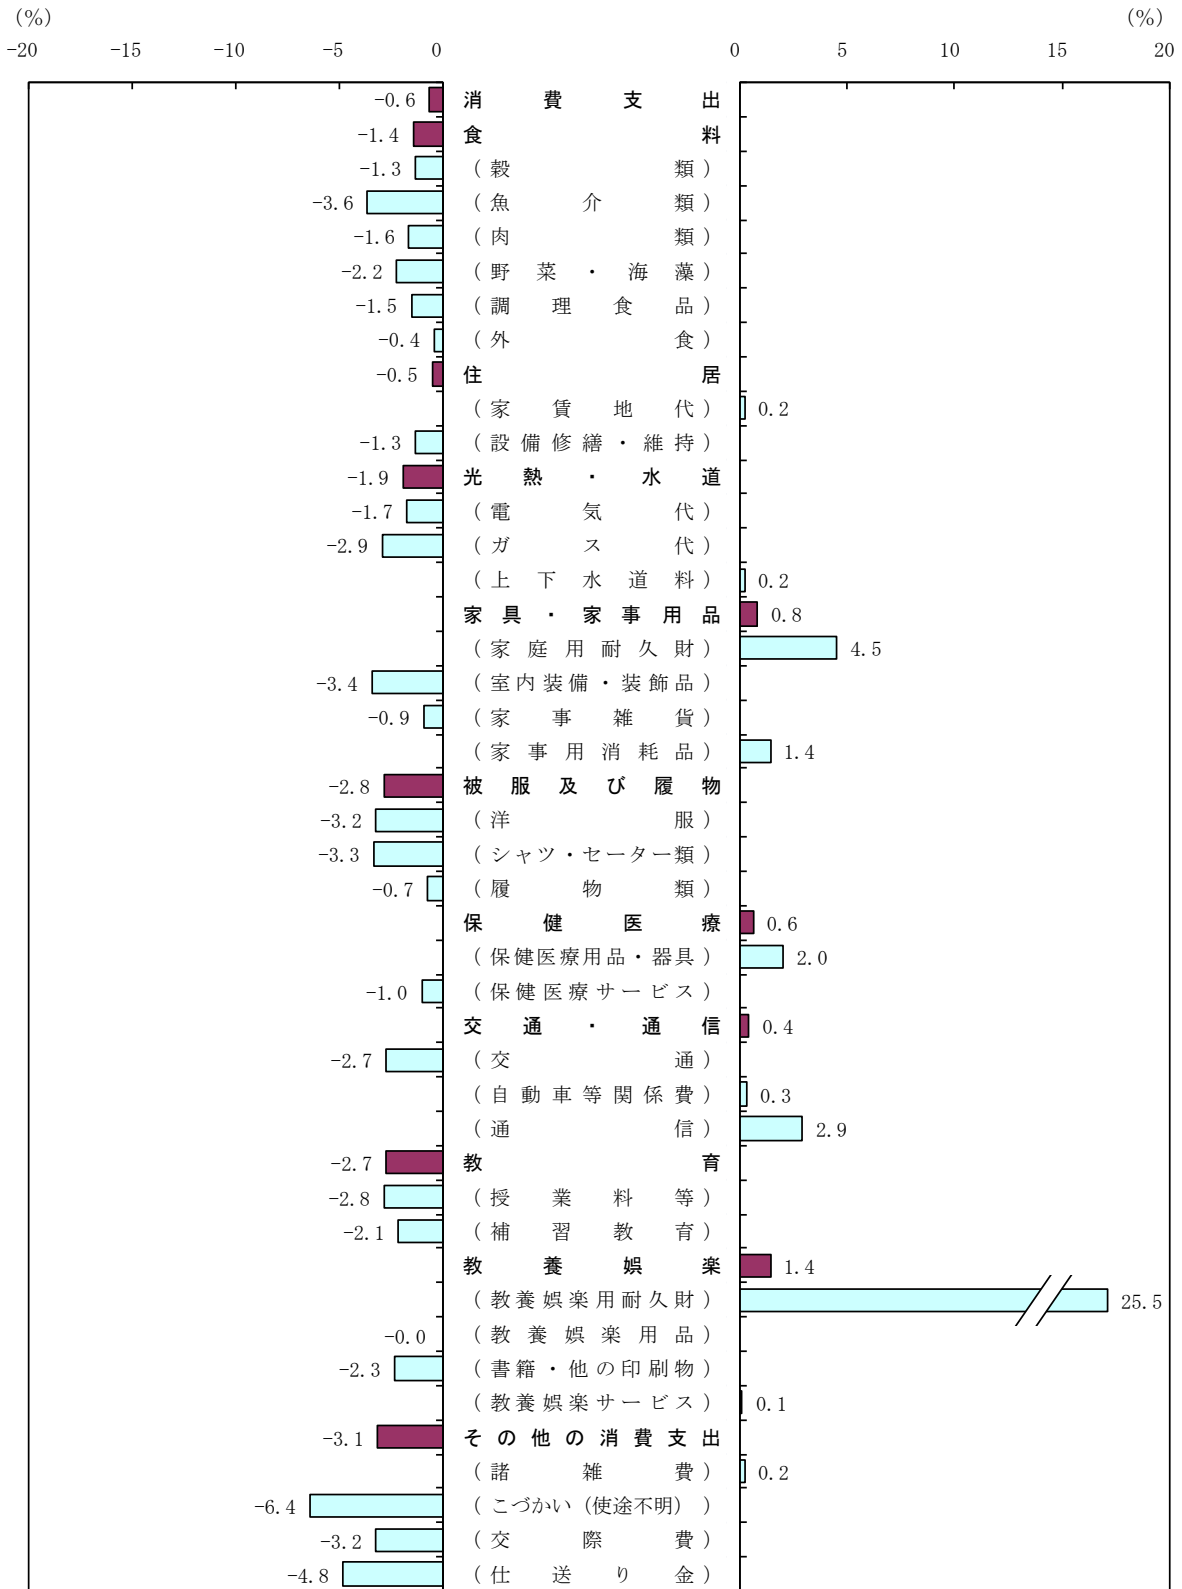 (%) (%)
-20 -15 -10 -5 0 0 5 10 15 20
-0.6 消費支出
-1.4 食料
-1.3 (穀類)
-3.6 (魚介類)
-1.6 (肉類)
-2.2 (野菜・海藻)
-1.5 (調理食品)
-0.4 (外食)
-0.5 住居
(家賃地代) 0.2
-1.3 (設備修繕・維持)
-1.9 光熱・水道
-1.7 (電気代)
-2.9 (ガス代)
(上下水道料) 0.2
家具・家事用品 0.8
(家庭用耐久財) 4.5
-3.4 (室内装備・装飾品)
-0.9 (家事雑貨)
(家事用消耗品) 1.4
-2.8 被服及び履物
-3.2 (洋服)
-3.3 (シャツ・セーター類)
-0.7 (履物類)
保健医療 0.6
(保健医療用品・器具) 2.0
-1.0 (保健医療サービス)
交通・通信 0.4
-2.7 (交通)
(自動車等関係費) 0.3
(通信) 2.9
-2.7 教育
-2.8 (授業料等)
-2.1 (補習教育)
教養娯楽 1.4
(教養娯楽用耐久財) 25.5
-0.0 (教養娯楽用品)
-2.3 (書籍・他の印刷物)
(教養娯楽サービス) 0.1
-3.1 その他の消費支出
(諸雑費) 0.2
-6.4 (こづかい(使途不明))
-3.2 (交際費)
-4.8 (仕送り金)